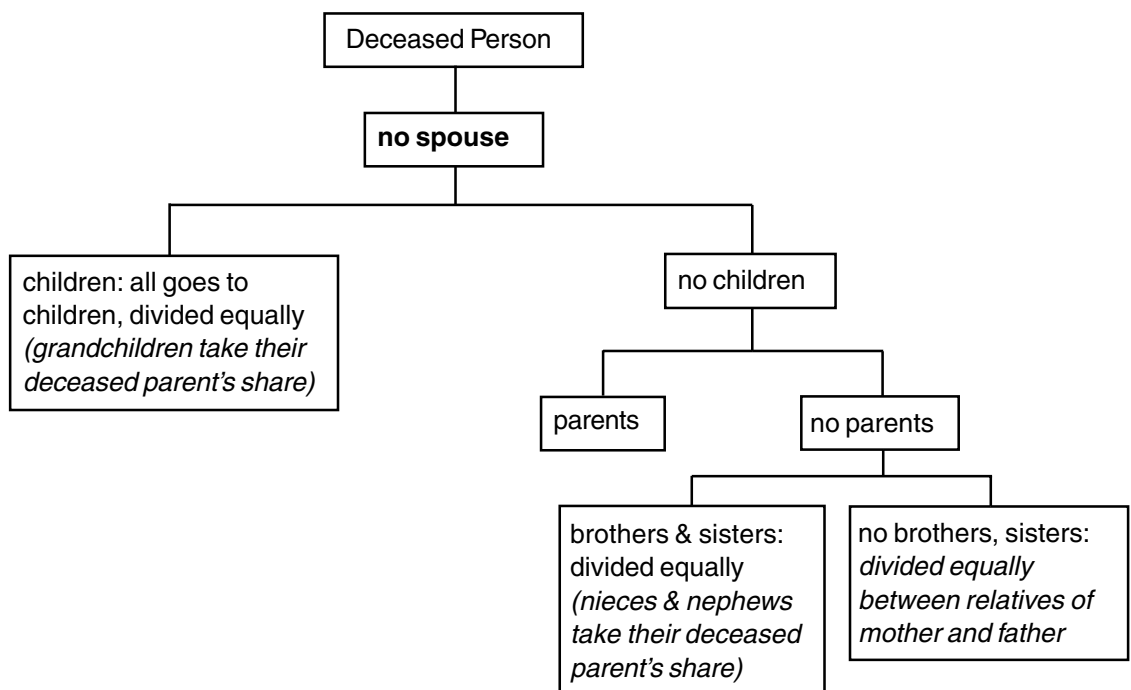 Deceased Person
no spouse
children: all goes to
children, divided equally
(grandchildren take their
deceased parent's share)
no children
parents
no parents
brothers & sisters:
divided equally
(nieces & nephews
take their deceased
parent's share)
no brothers, sisters:
divided equally
between relatives of
mother and father